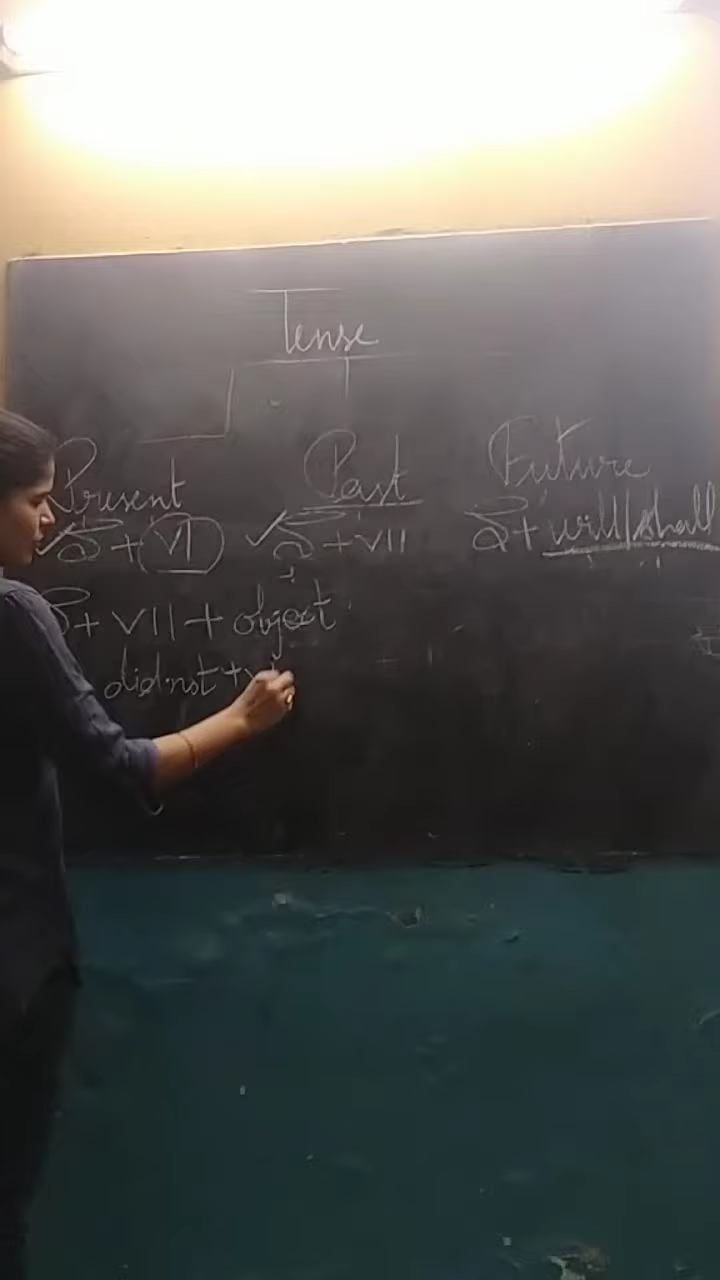 Tense
Present Past Future
S + VI S + VII S + will/shall
S + VII + object
did not +